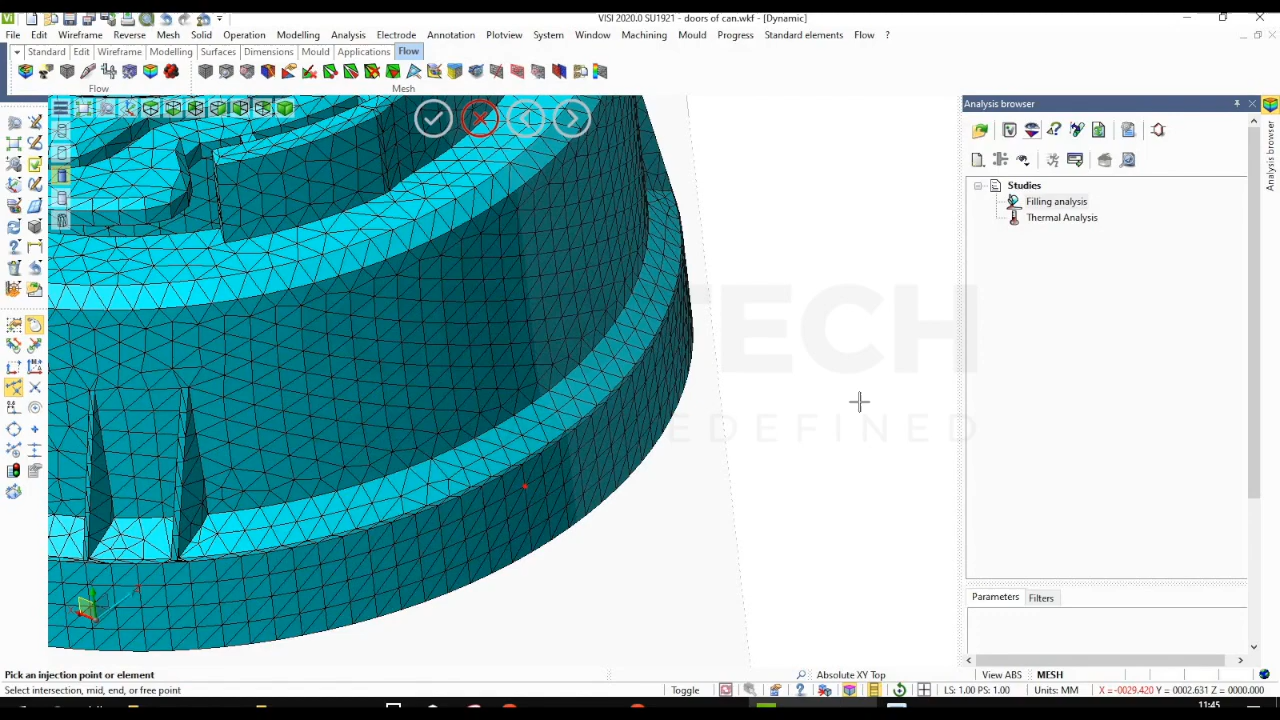 VISI 2020.0 SU1921 - doors of can.wkf - [Dynamic]
File Edit Wireframe Reverse Mesh Solid Operation Modelling Analysis Electrode Annotation Plotview System Window Machining Mould Progress Standard elements Flow ?
Standard Edit Wireframe Modelling Surfaces Dimensions Mould Applications Flow
Flow Mesh
Analysis browser
Analysis browser
Studies
Filling analysis
Thermal Analysis
TECH
EDEFINED
Parameters Filters
Pick an injection point or element
Absolute XY Top View ABS MESH
Select intersection, mid, end, or free point
Toggle LS: 1.00 PS: 1.00 Units: MM X = -0029.420 Y = 0002.631 Z = 0000.000
11:45